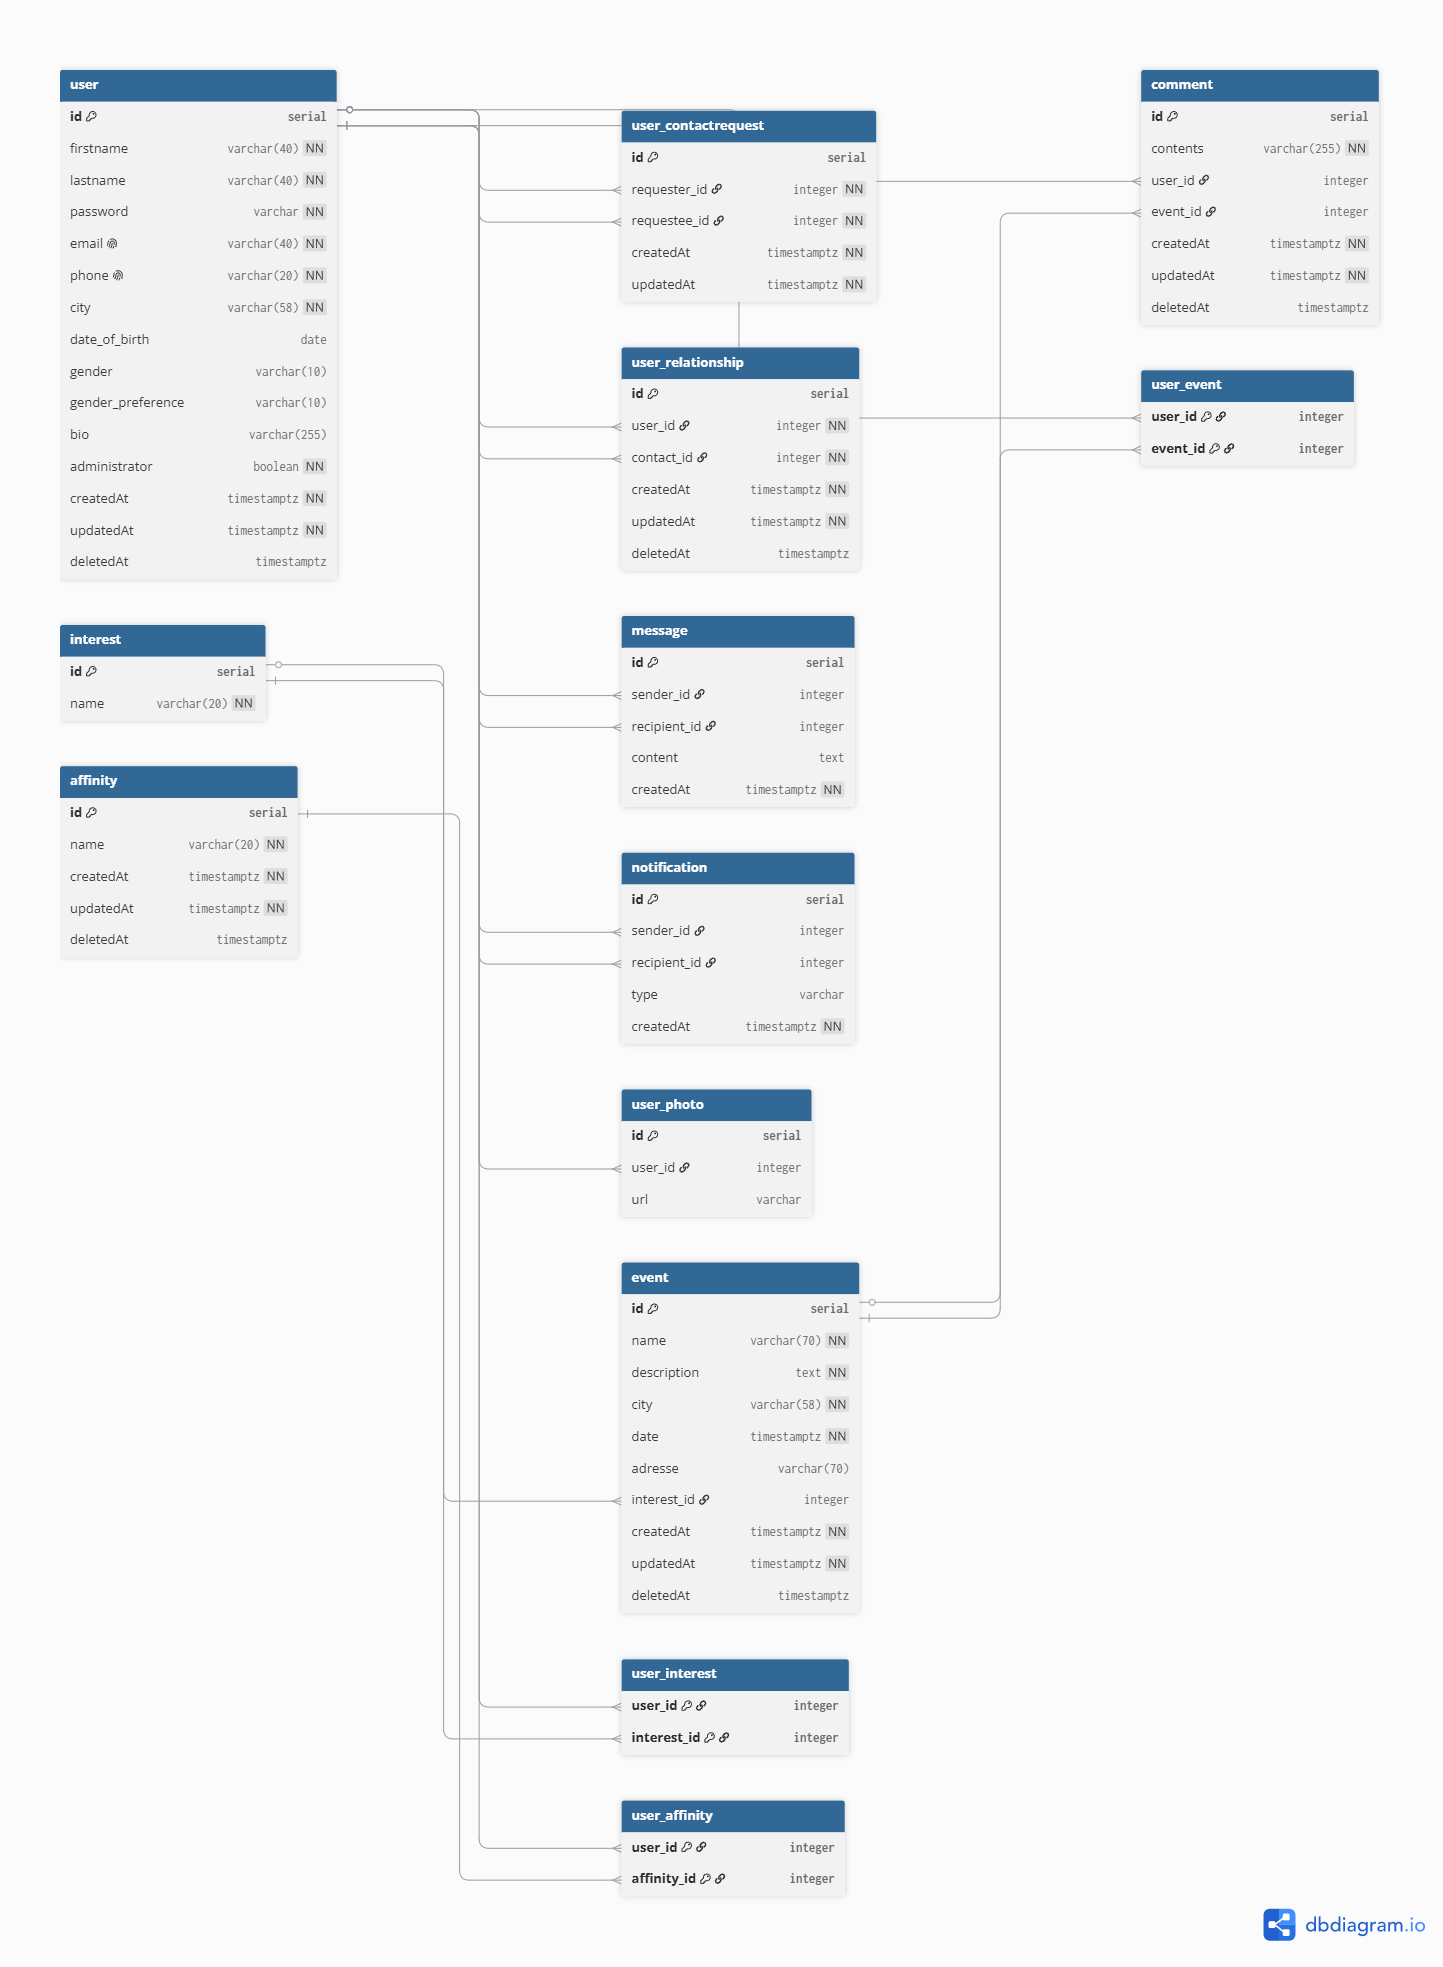 user
id serial
firstname varchar(40) NN
lastname varchar(40) NN
password varchar NN
email varchar(40) NN
phone varchar(20) NN
city varchar(58) NN
date_of_birth date
gender varchar(10)
gender_preference varchar(10)
bio varchar(255)
administrator boolean NN
createdAt timestamptz NN
updatedAt timestamptz NN
deletedAt timestamptz
interest
id serial
name varchar(20) NN
affinity
id serial
name varchar(20) NN
createdAt timestamptz NN
updatedAt timestamptz NN
deletedAt timestamptz
user_contactrequest
id serial
requester_id integer NN
requestee_id integer NN
createdAt timestamptz NN
updatedAt timestamptz NN
user_relationship
id serial
user_id integer NN
contact_id integer NN
createdAt timestamptz NN
updatedAt timestamptz NN
deletedAt timestamptz
message
id serial
sender_id integer
recipient_id integer
content text
createdAt timestamptz NN
notification
id serial
sender_id integer
recipient_id integer
type varchar
createdAt timestamptz NN
user_photo
id serial
user_id integer
url varchar
event
id serial
name varchar(70) NN
description text NN
city varchar(58) NN
date timestamptz NN
adresse varchar(70)
interest_id integer
createdAt timestamptz NN
updatedAt timestamptz NN
deletedAt timestamptz
user_interest
user_id integer
interest_id integer
user_affinity
user_id integer
affinity_id integer
comment
id serial
contents varchar(255) NN
user_id integer
event_id integer
createdAt timestamptz NN
updatedAt timestamptz NN
deletedAt timestamptz
user_event
user_id integer
event_id integer
dbdiagram.io